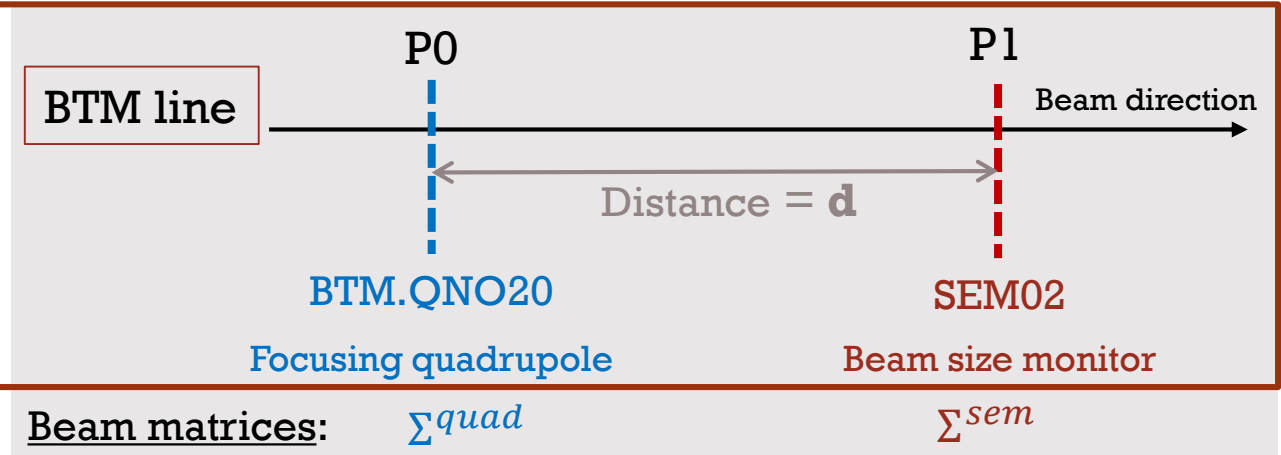 P0 P1
BTM line
Beam direction
Distance = d
BTM.QNO20 SEM02
Focusing quadrupole Beam size monitor
Beam matrices: Σ^quad Σ^sem